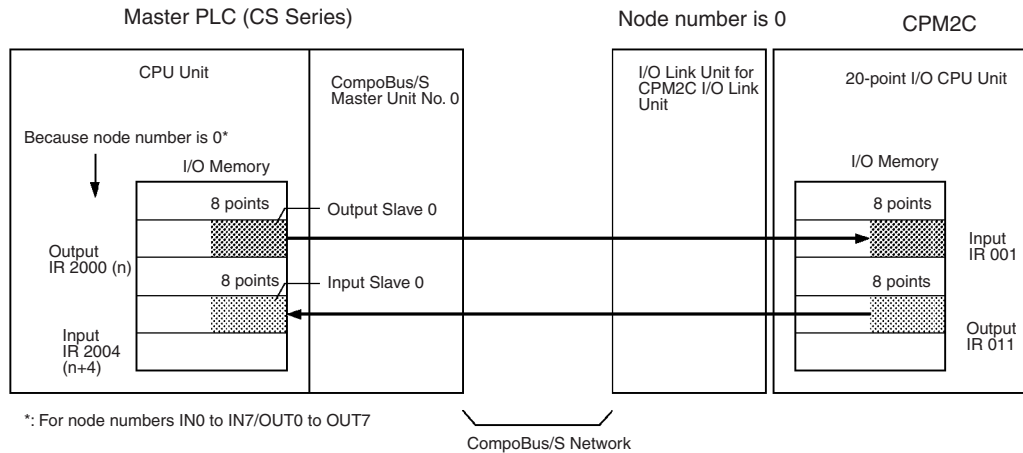 Master PLC (CS Series)
Node number is 0
CPM2C
CPU Unit
CompoBus/S
Master Unit No. 0
I/O Link Unit for
CPM2C I/O Link
Unit
20-point I/O CPU Unit
Because node number is 0*
I/O Memory
I/O Memory
8 points
8 points
Output Slave 0
Output
IR 2000 (n)
Input
IR 001
8 points
8 points
Input Slave 0
Input
IR 2004
(n+4)
Output
IR 011
*: For node numbers IN0 to IN7/OUT0 to OUT7
CompoBus/S Network